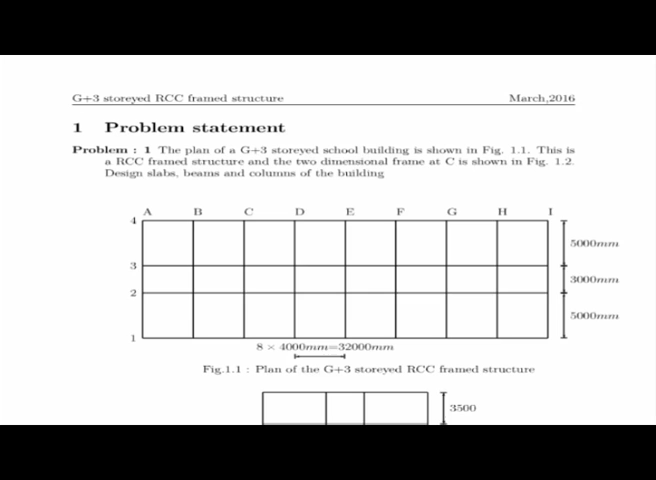 G+3 storeyed RCC framed structure March,2016
1 Problem statement
Problem : 1 The plan of a G+3 storeyed school building is shown in Fig. 1.1. This is
a RCC framed structure and the two dimensional frame at C is shown in Fig. 1.2.
Design slabs, beams and columns of the building
A B C D E F G H I
4
5000mm
3
3000mm
2
5000mm
1
8 × 4000mm=32000mm
Fig.1.1 : Plan of the G+3 storeyed RCC framed structure
3500